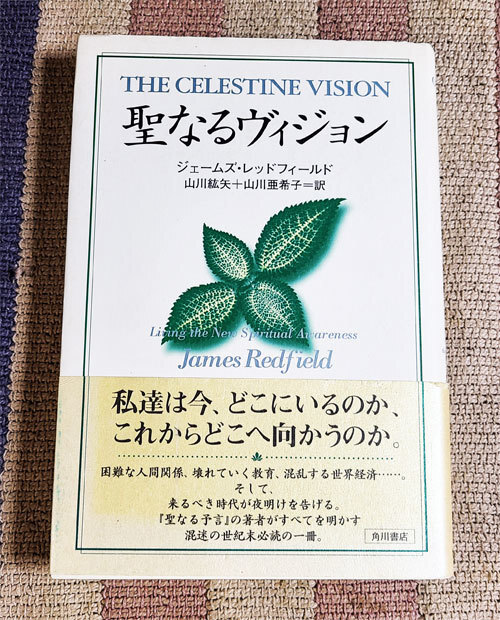 THE CELESTINE VISION
聖なるヴィジョン
ジェームズ・レッドフィールド
山川紘矢＋山川亜希子＝訳
Living the New Spiritual Awareness
James Redfield
私達は今、どこにいるのか、
これからどこへ向かうのか。
困難な人間関係、壊れていく教育、混乱する世界経済……。
そして、
来るべき時代が夜明けを告げる。
『聖なる予言』の著者がすべてを明かす
混迷の世紀末必読の一冊。
角川書店